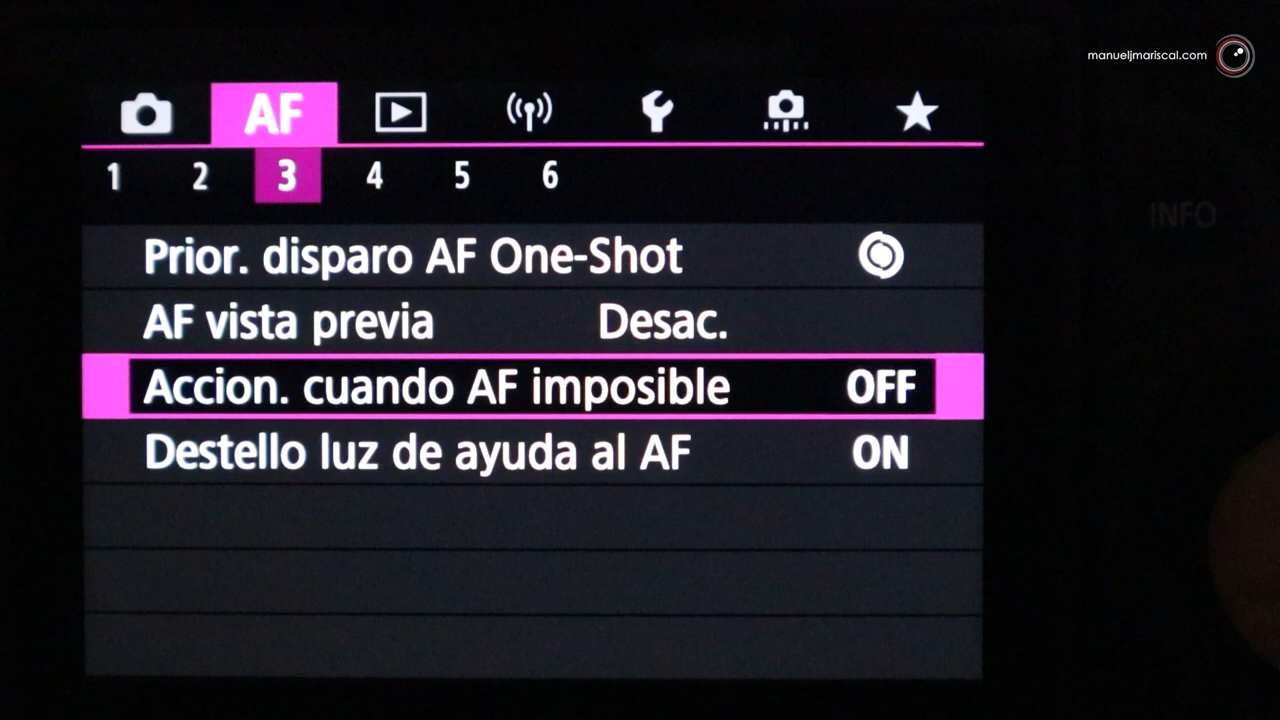 manueljmariscal.com
AF
1 2 3 4 5 6
INFO
Prior. disparo AF One-Shot
AF vista previa Desac.
Accion. cuando AF imposible OFF
Destello luz de ayuda al AF ON